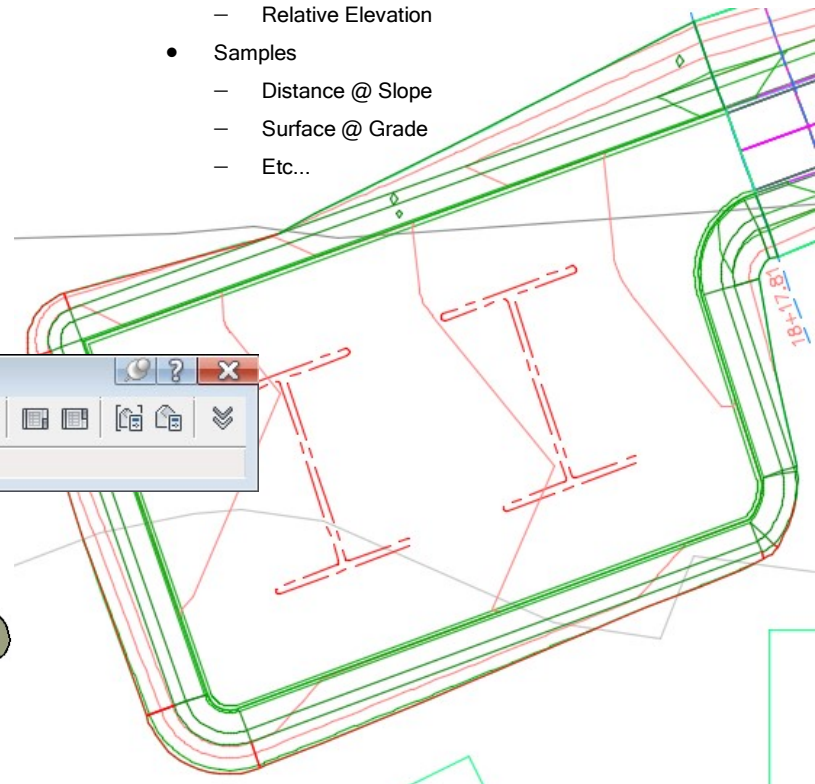 – Relative Elevation
• Samples
– Distance @ Slope
– Surface @ Grade
– Etc...
18+17.81